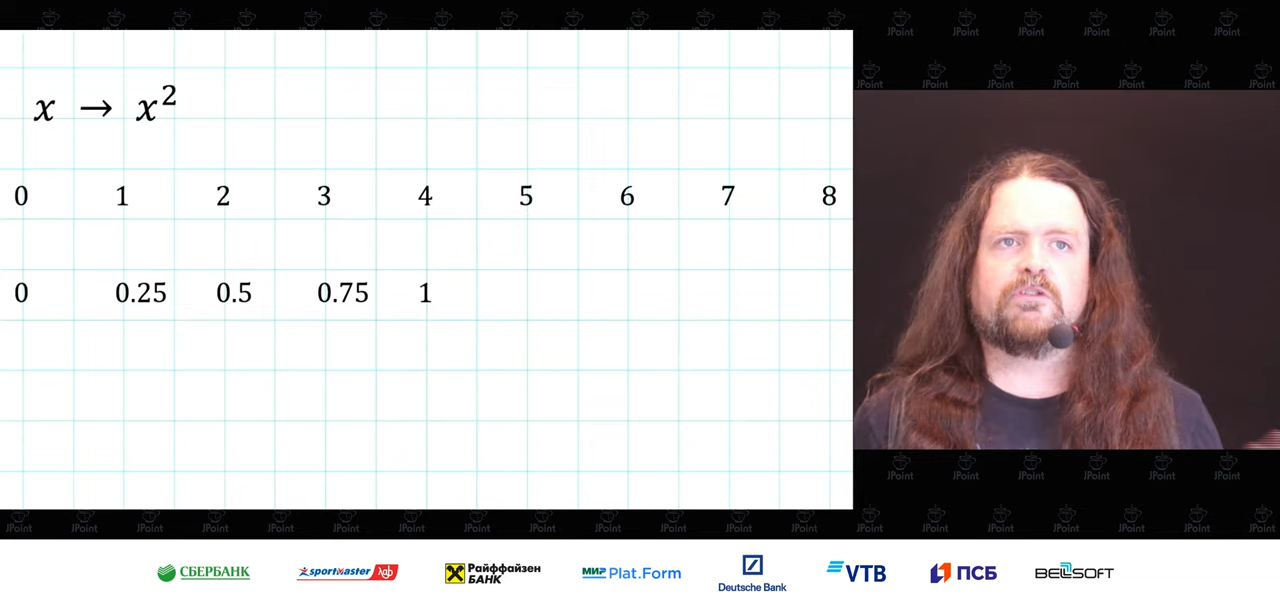 x → x²
0 1 2 3 4 5 6 7 8
0 0.25 0.5 0.75 1
JPoint
СБЕРБАНК
sportmaster lab
Райффайзен
БАНК
МИР Plat.Form
Deutsche Bank
VTB
ПСБ
BELLSOFT